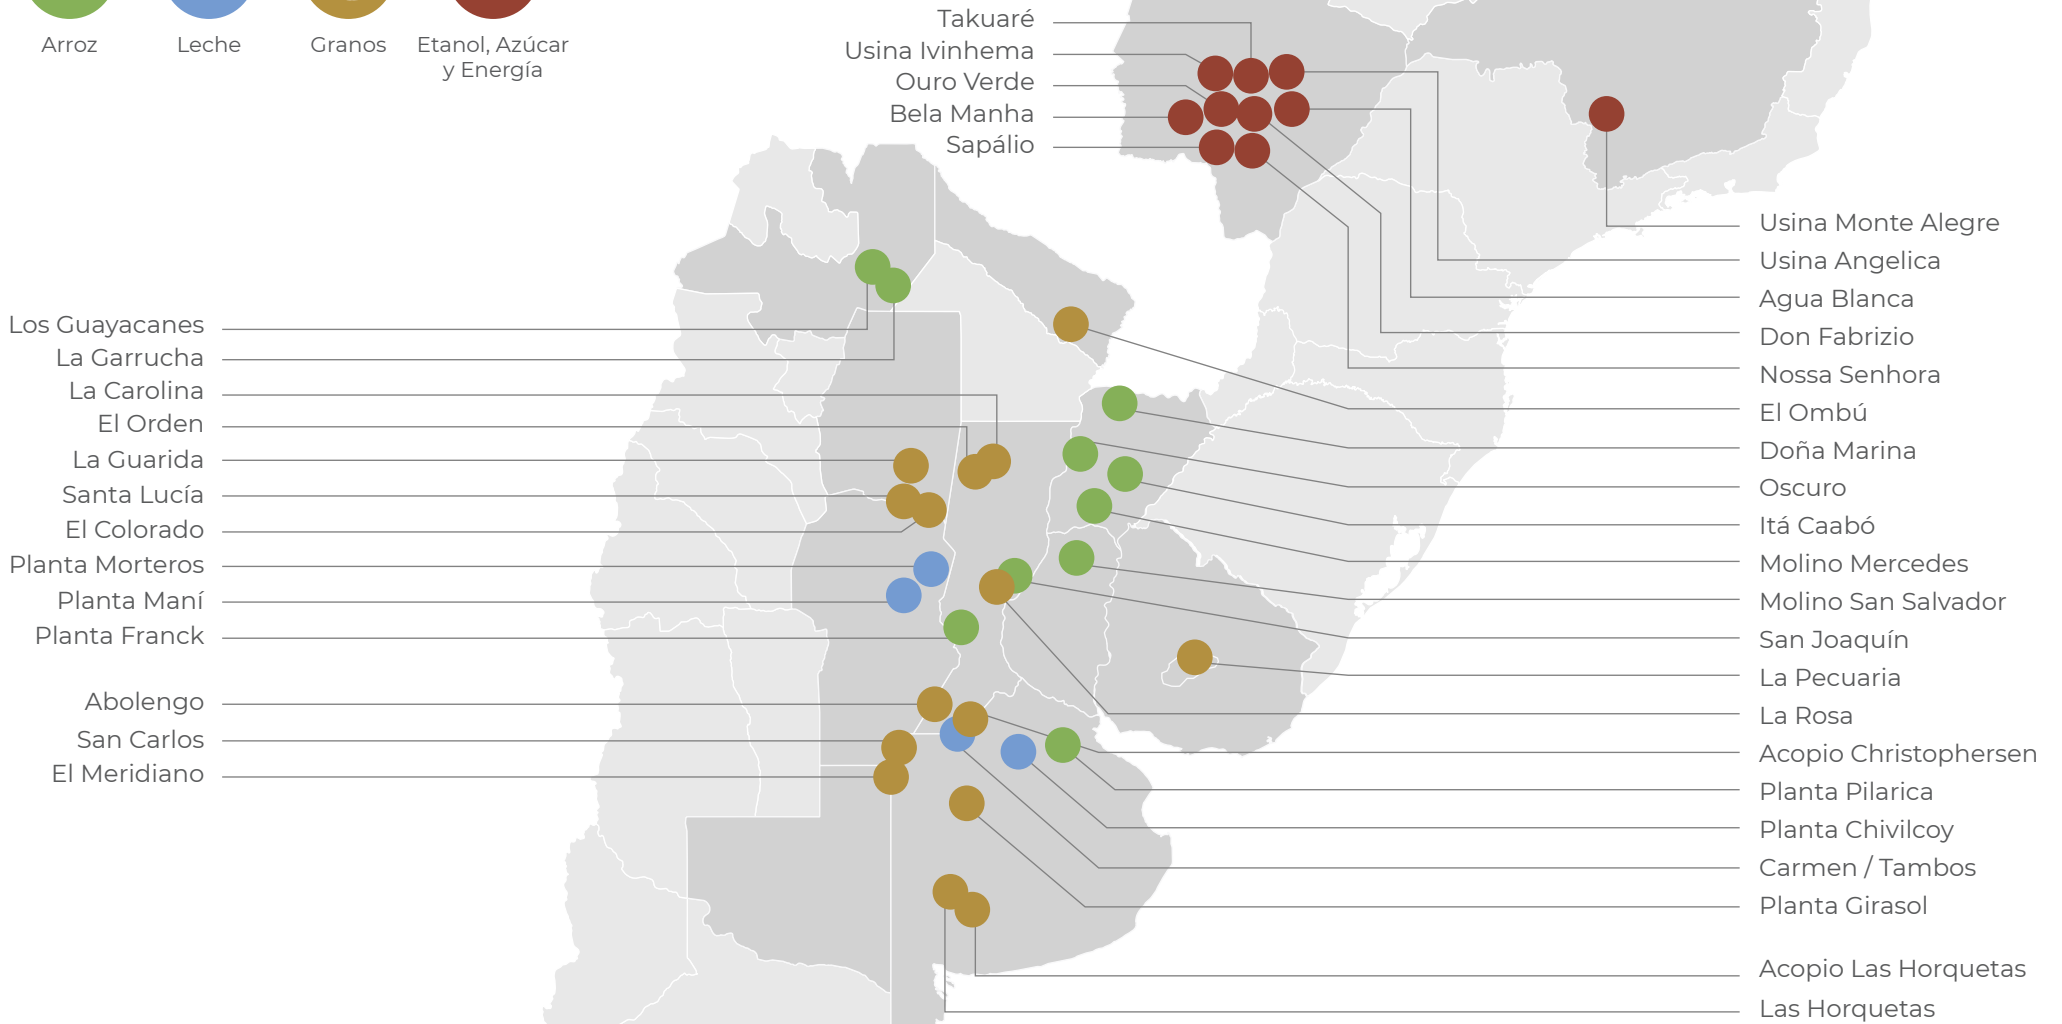 Arroz
Leche
Granos
Etanol, Azúcar
y Energía
Takuaré
Usina Ivinhema
Ouro Verde
Bela Manha
Sapálio
Los Guayacanes
La Garrucha
La Carolina
El Orden
La Guarida
Santa Lucía
El Colorado
Planta Morteros
Planta Maní
Planta Franck
Abolengo
San Carlos
El Meridiano
Usina Monte Alegre
Usina Angelica
Agua Blanca
Don Fabrizio
Nossa Senhora
El Ombú
Doña Marina
Oscuro
Itá Caabó
Molino Mercedes
Molino San Salvador
San Joaquín
La Pecuaria
La Rosa
Acopio Christophersen
Planta Pilarica
Planta Chivilcoy
Carmen / Tambos
Planta Girasol
Acopio Las Horquetas
Las Horquetas